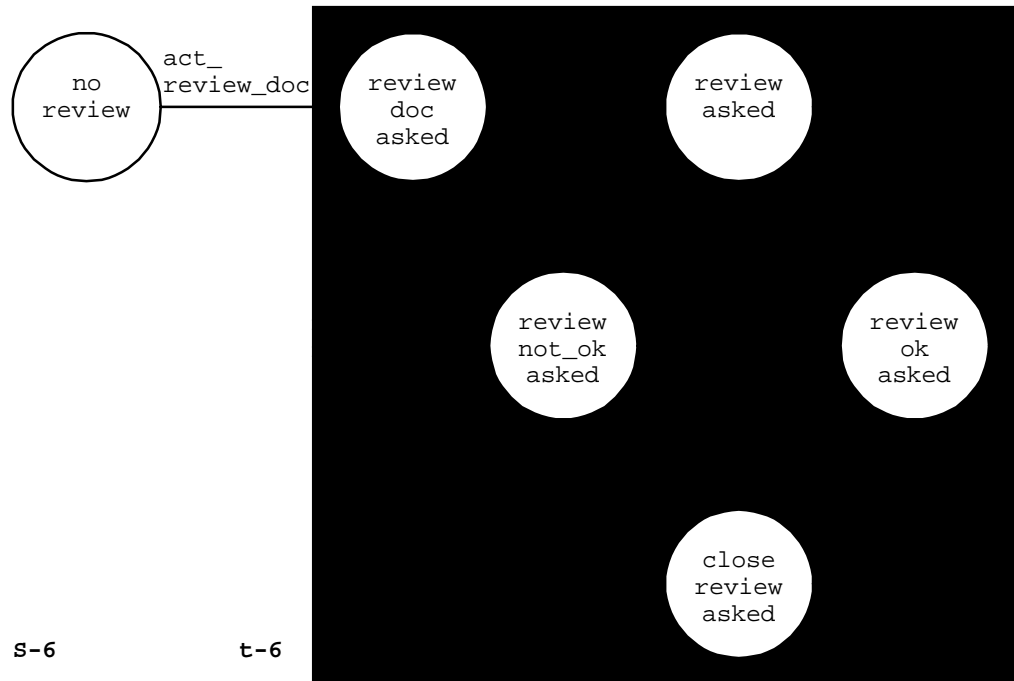 no
review
act_
review_doc
review
doc
asked
review
asked
review
not_ok
asked
review
ok
asked
close
review
asked
S-6
t-6